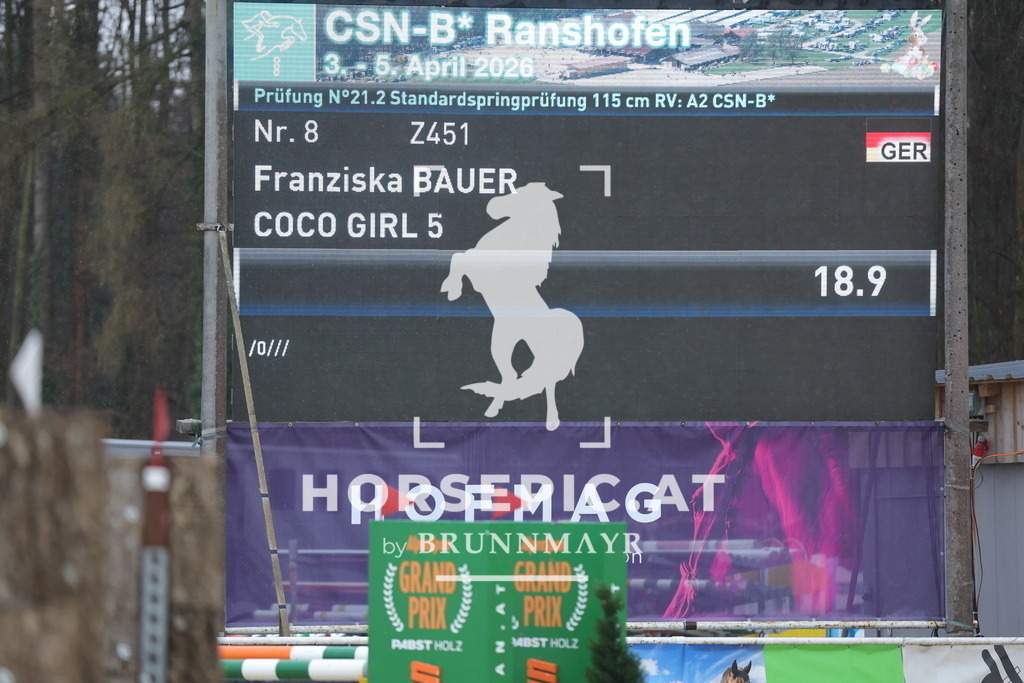 CSN-B* Ranshofen
3. - 5. April 2026
Prüfung N°21.2 Standardspringprüfung 115 cm RV: A2 CSN-B*
Nr. 8 Z451
GER
Franziska BAUER
COCO GIRL 5
18.9
/0///
HORSEPIC.AT
HOFMAG
by BRUNNMAYR
GRAND PRIX GRAND PRIX
PABST HOLZ PABST HOLZ
AN.AT